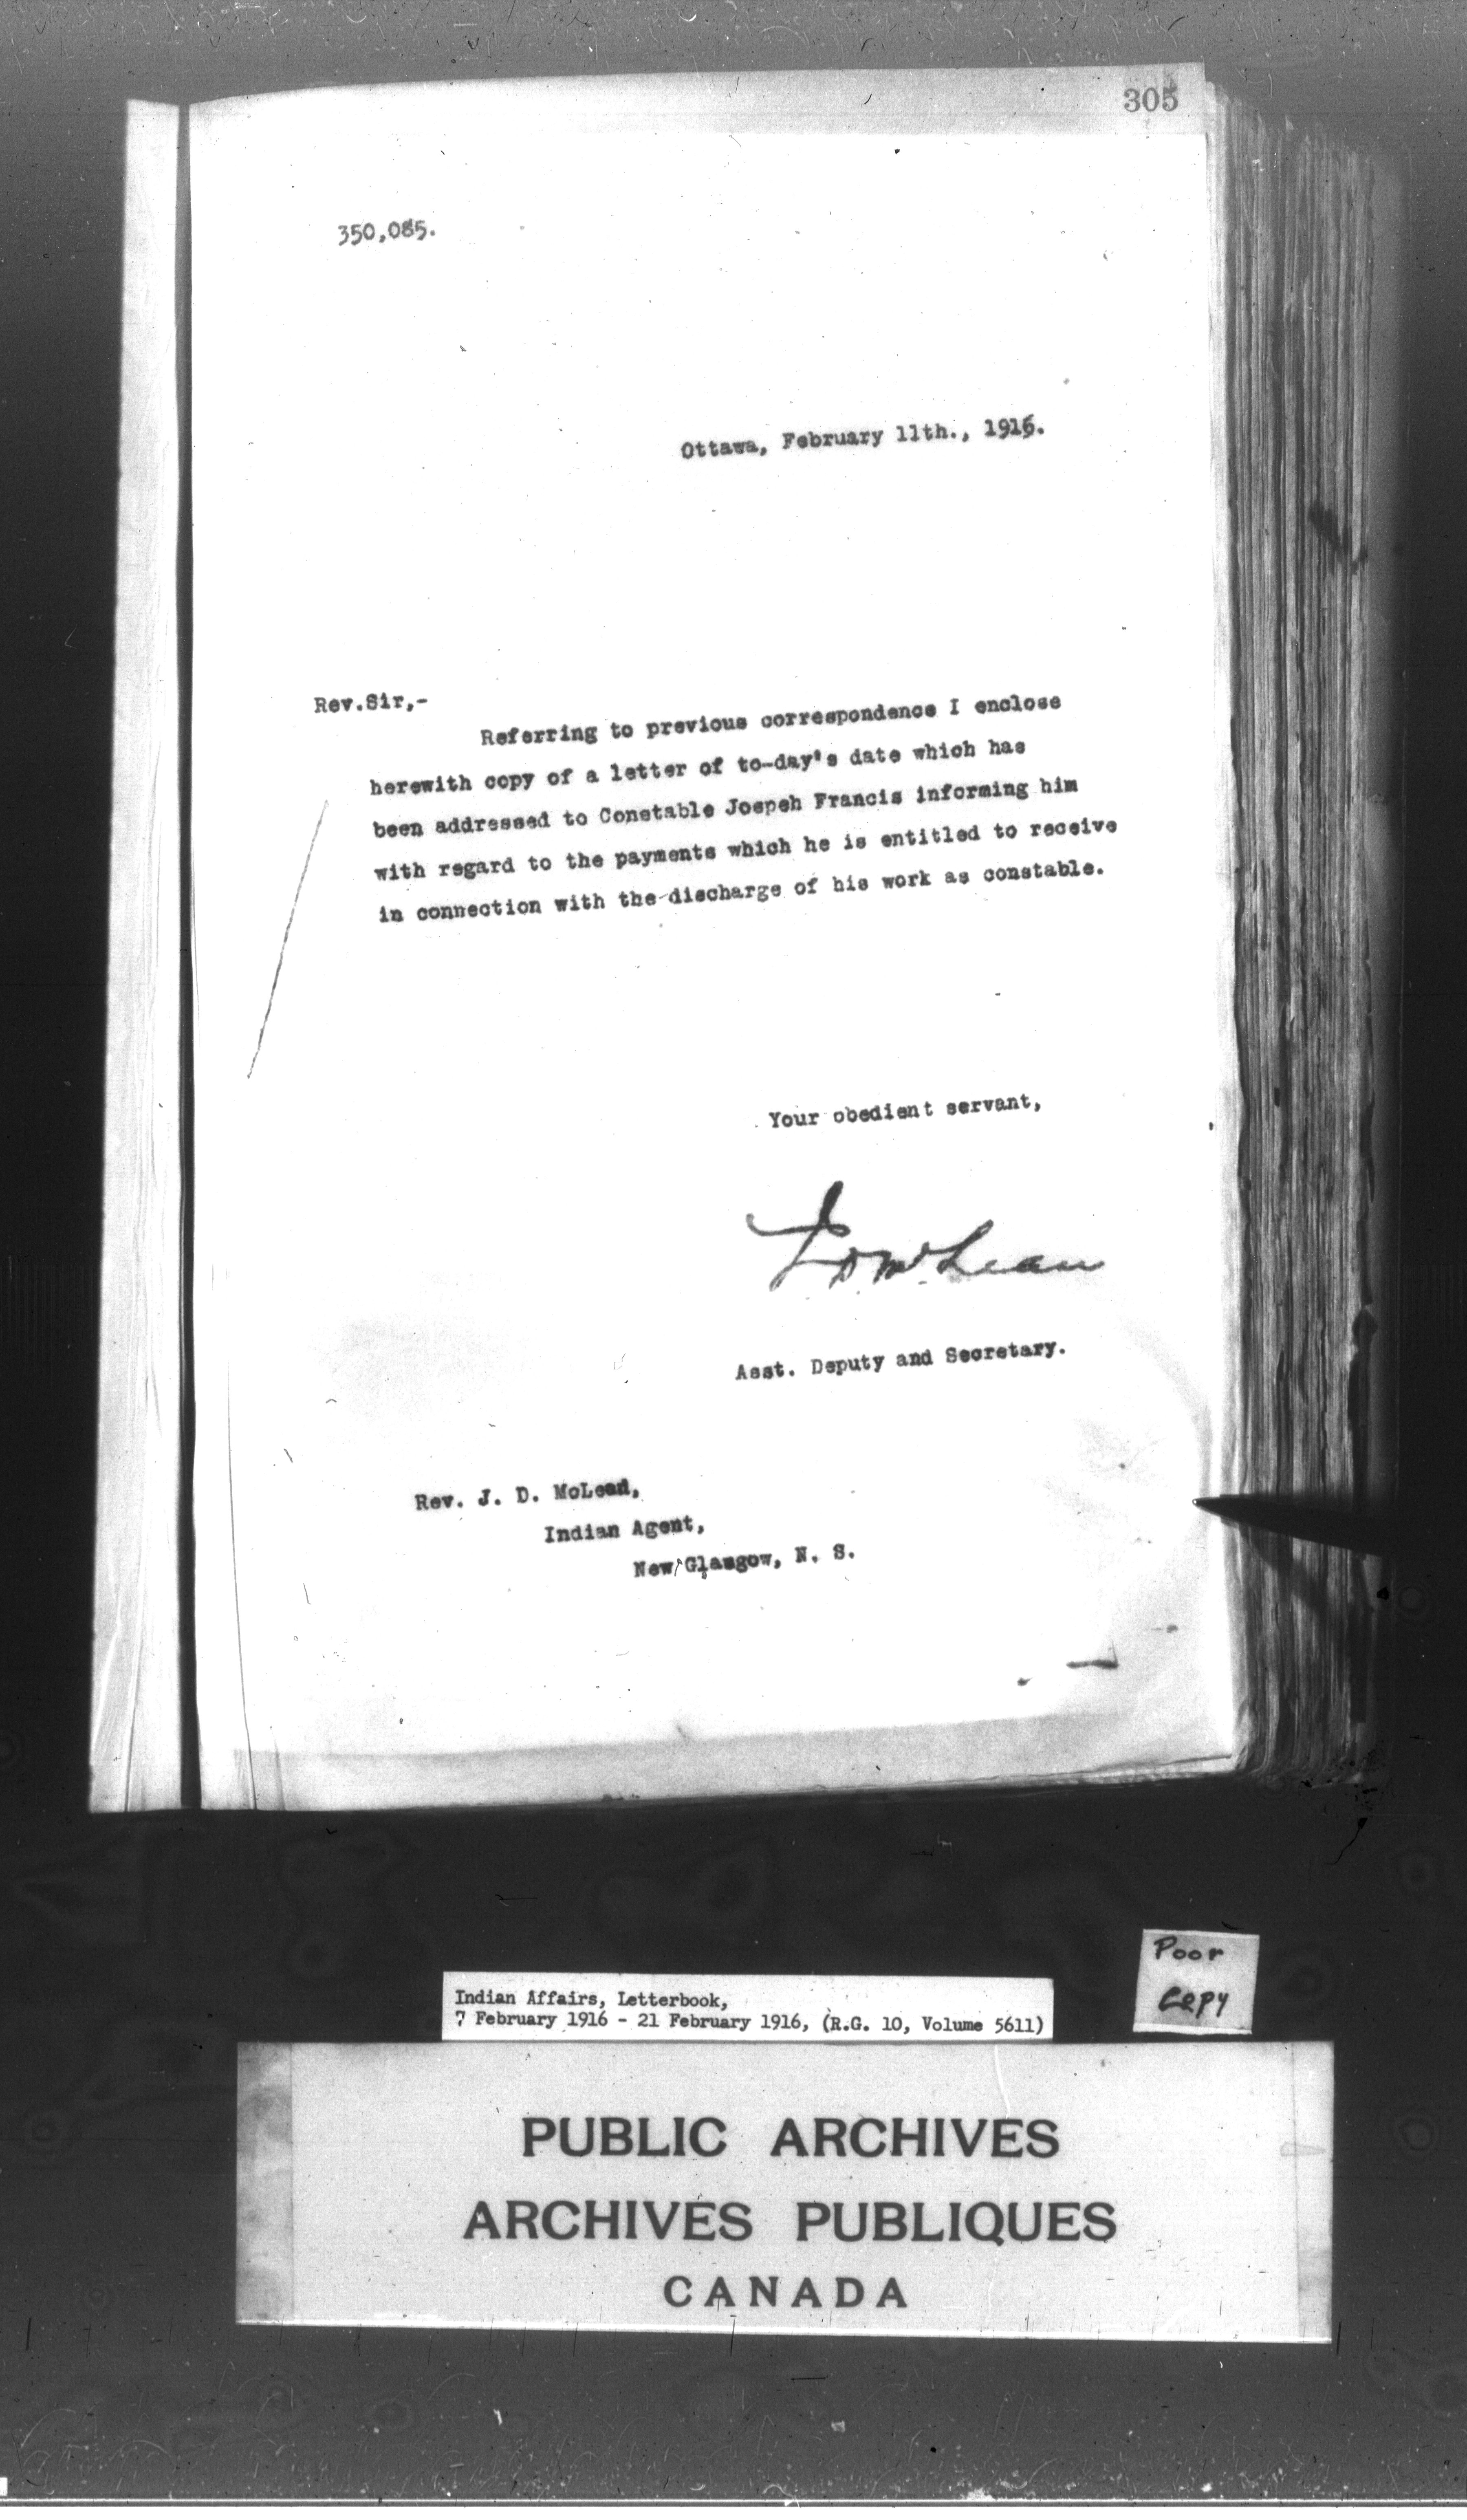 305
350,085.
Ottawa, February 11th., 1916.
Rev.Sir,-
Referring to previous correspondence I enclose
herewith copy of a letter of to-day's date which has
been addressed to Constable Jospeh Francis informing him
with regard to the payments which he is entitled to receive
in connection with the discharge of his work as constable.
Your obedient servant,
J D McLean
Asst. Deputy and Secretary.
Rev. J. D. McLeod,
Indian Agent,
New Glasgow, N. S.
Poor
Copy
Indian Affairs, Letterbook,
7 February 1916 - 21 February 1916, (R.G. 10, Volume 5611)
PUBLIC ARCHIVES
ARCHIVES PUBLIQUES
CANADA